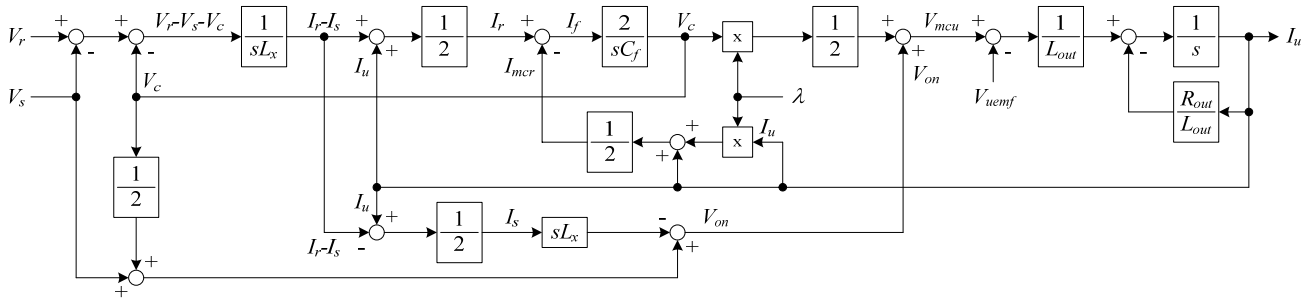 V_r
+
-
+
-
V_r-V_s-V_c
1
sL_x
I_r-I_s
+
+
I_u
1
2
I_r
+
-
I_mcr
I_f
2
sC_f
V_c
x
1
2
+
+
V_mcu
V_on
+
-
V_uemf
1
L_out
+
-
1
s
I_u
V_s
V_c
λ
R_out
L_out
1
2
+
+
x
I_u
1
2
I_u
+
-
I_r-I_s
1
2
I_s
sL_x
-
+
V_on
+
+